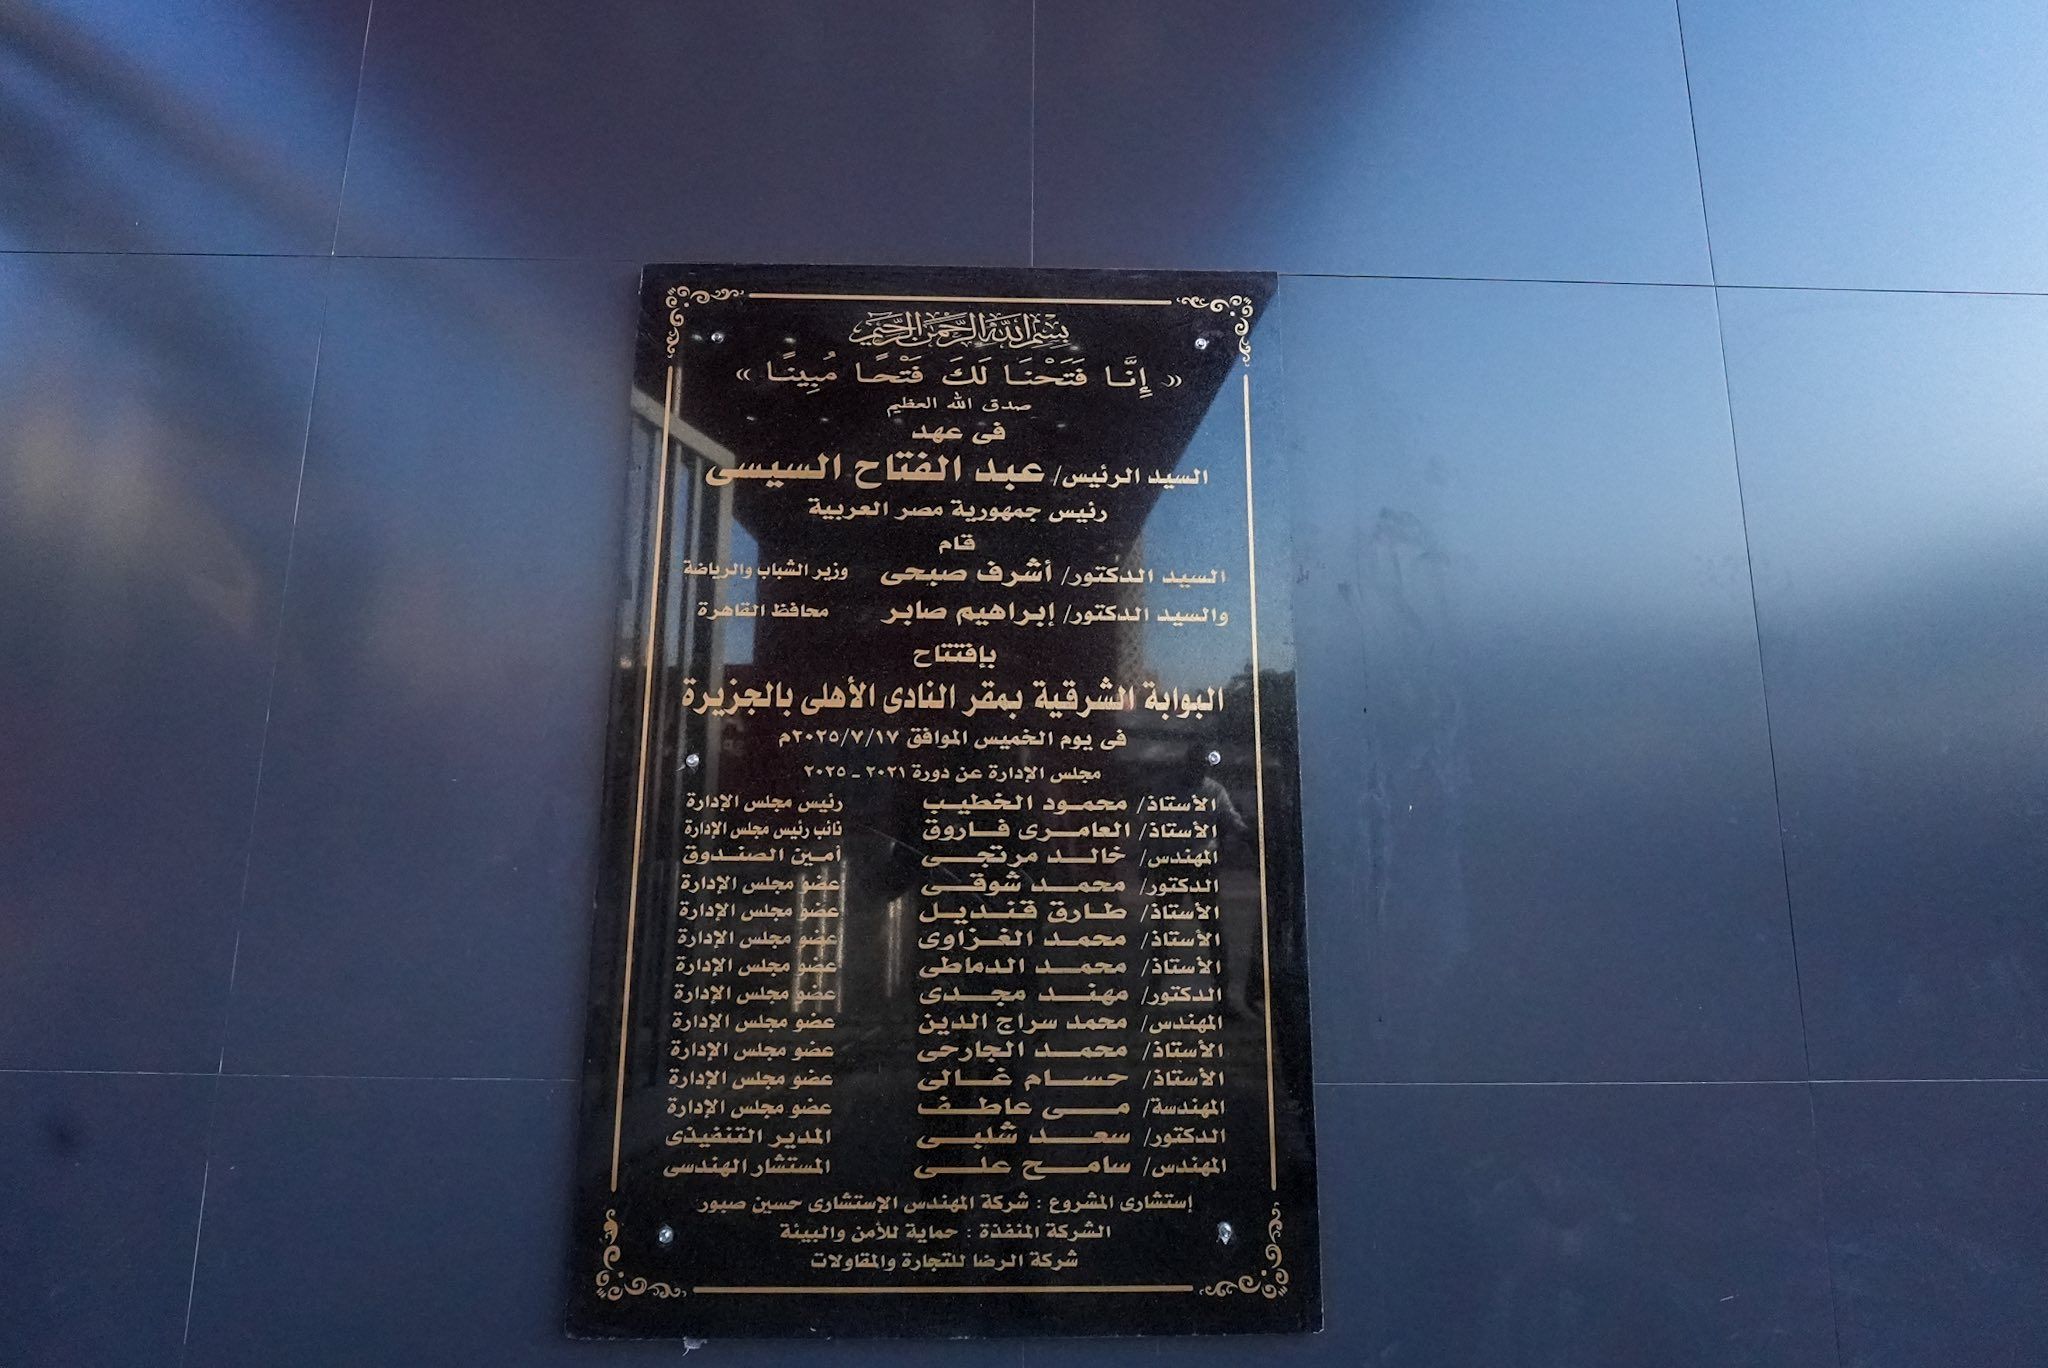 بسم الله الرحمن الرحيم
« إِنَّا فَتَحْنَا لَكَ فَتْحًا مُبِينًا »
صدق الله العظيم
فى عهد
السيد الرئيس/ عبد الفتاح السيسى
رئيس جمهورية مصر العربية
قام
السيد الدكتور/ أشرف صبحى وزير الشباب والرياضة
والسيد الدكتور/ إبراهيم صابر محافظ القاهرة
بإفتتاح
البوابة الشرقية بمقر النادى الأهلى بالجزيرة
فى يوم الخميس الموافق ٢٠٢٥/٧/١٧م
مجلس الإدارة عن دورة ٢٠٢١ ـ ٢٠٢٥
الأستاذ/ محمود الخطيب رئيس مجلس الإدارة
الأستاذ/ العامرى فاروق نائب رئيس مجلس الإدارة
المهندس/ خالد مرتجى أمين الصندوق
الدكتور/ محمد شوقى عضو مجلس الإدارة
الأستاذ/ طارق قنديل عضو مجلس الإدارة
الأستاذ/ محمد الغزاوى عضو مجلس الإدارة
الأستاذ/ محمد الدماطى عضو مجلس الإدارة
الدكتور/ مهند مجدى عضو مجلس الإدارة
المهندس/ محمد سراج الدين عضو مجلس الإدارة
الأستاذ/ محمد الجارحى عضو مجلس الإدارة
الأستاذ/ حسام غالى عضو مجلس الإدارة
المهندسة/ مى عاطف عضو مجلس الإدارة
الدكتور/ سعد شلبى المدير التنفيذى
المهندس/ سامح على المستشار الهندسى
إستشارى المشروع : شركة المهندس الإستشارى حسين صبور
الشركة المنفذة : حماية للأمن والبيئة
شركة الرضا للتجارة والمقاولات